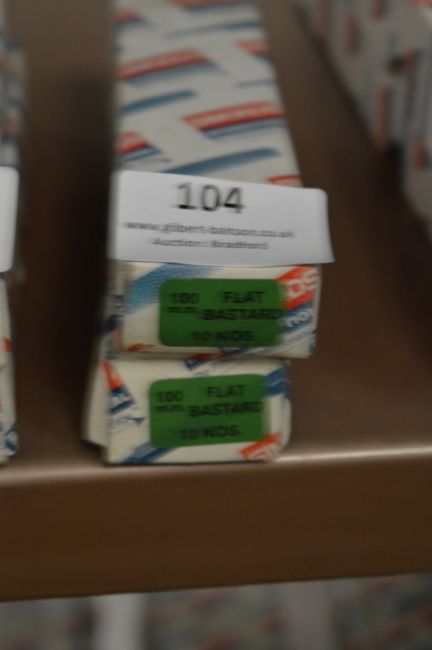 104
www.gilbert-baitson.co.uk
Auction: Bradford
100 mm. FLAT BASTARD
10 NOS.
100 mm. FLAT BASTARD
10 NOS.